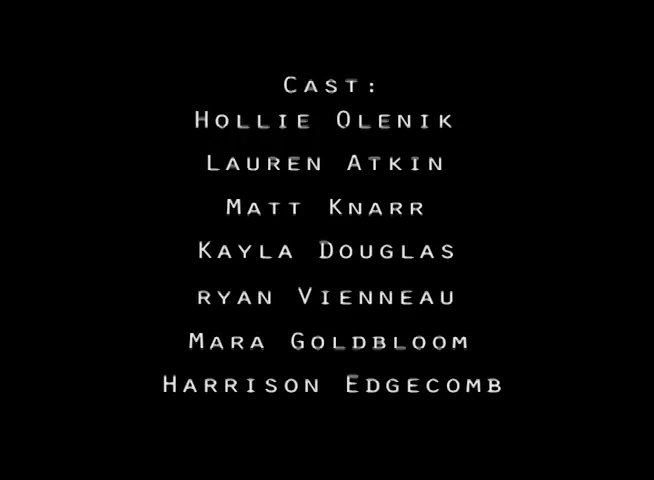 Cast:
Hollie Olenik
Lauren Atkin
Matt Knarr
Kayla Douglas
ryan Vienneau
Mara Goldbloom
Harrison Edgecomb